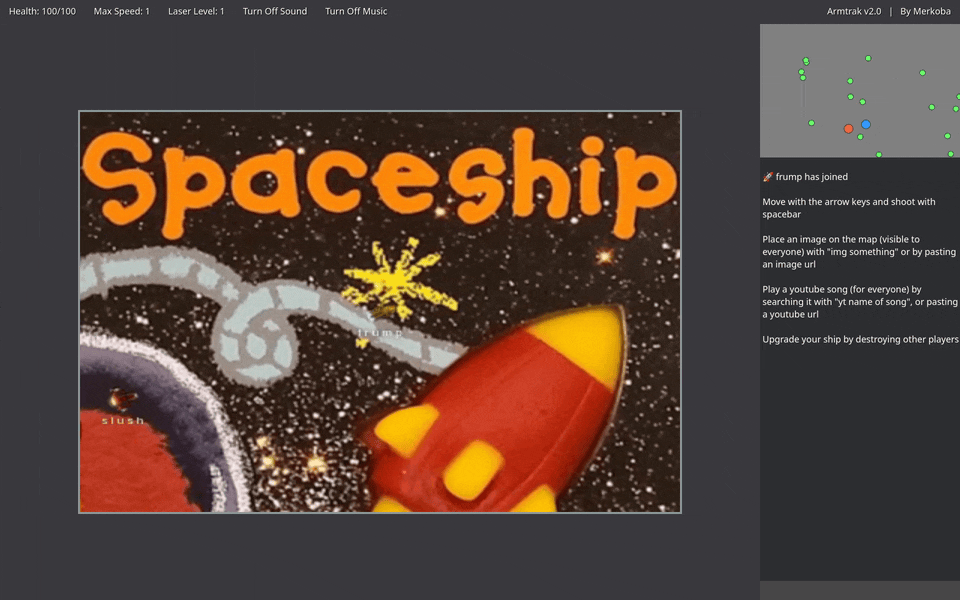 Health: 100/100 Max Speed: 1 Laser Level: 1 Turn Off Sound Turn Off Music Armtrak v2.0 | By Merkoba
Spaceship
frump
slush
🚀 frump has joined
Move with the arrow keys and shoot with
spacebar
Place an image on the map (visible to
everyone) with "img something" or by pasting
an image url
Play a youtube song (for everyone) by
searching it with "yt name of song", or pasting
a youtube url
Upgrade your ship by destroying other players